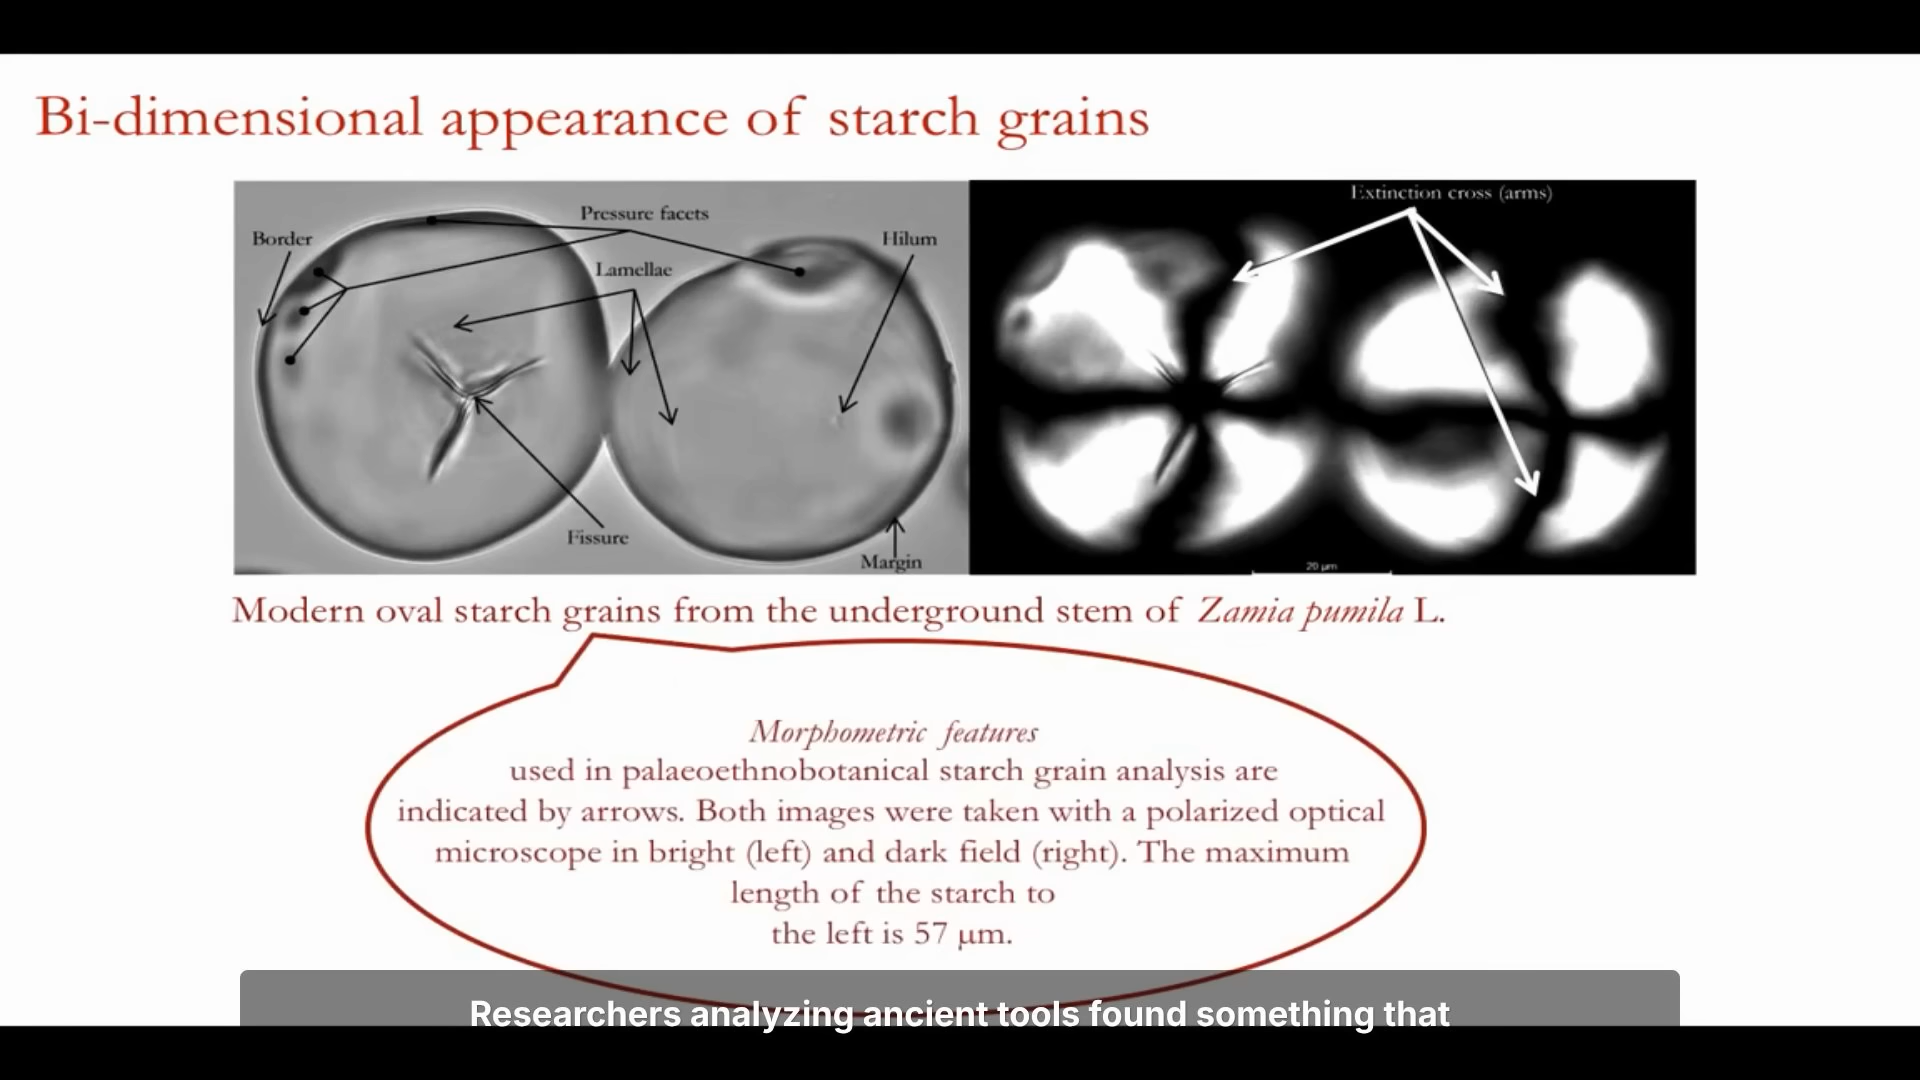 Bi-dimensional appearance of starch grains
Extinction cross (arms)
Pressure facets
Border
Hilum
Lamellae
Fissure
Margin
20 µm
Modern oval starch grains from the underground stem of Zamia pumila L.
Morphometric features
used in palaeoethnobotanical starch grain analysis are
indicated by arrows. Both images were taken with a polarized optical
microscope in bright (left) and dark field (right). The maximum
length of the starch to
the left is 57 µm.
Researchers analyzing ancient tools found something that